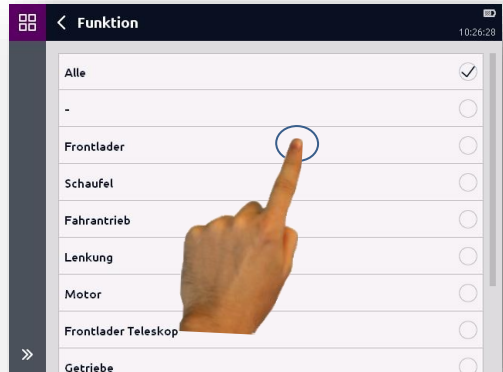 Funktion
10:26:28
Alle
-
Frontlader
Schaufel
Fahrantrieb
Lenkung
Motor
Frontlader Teleskop
Getriebe